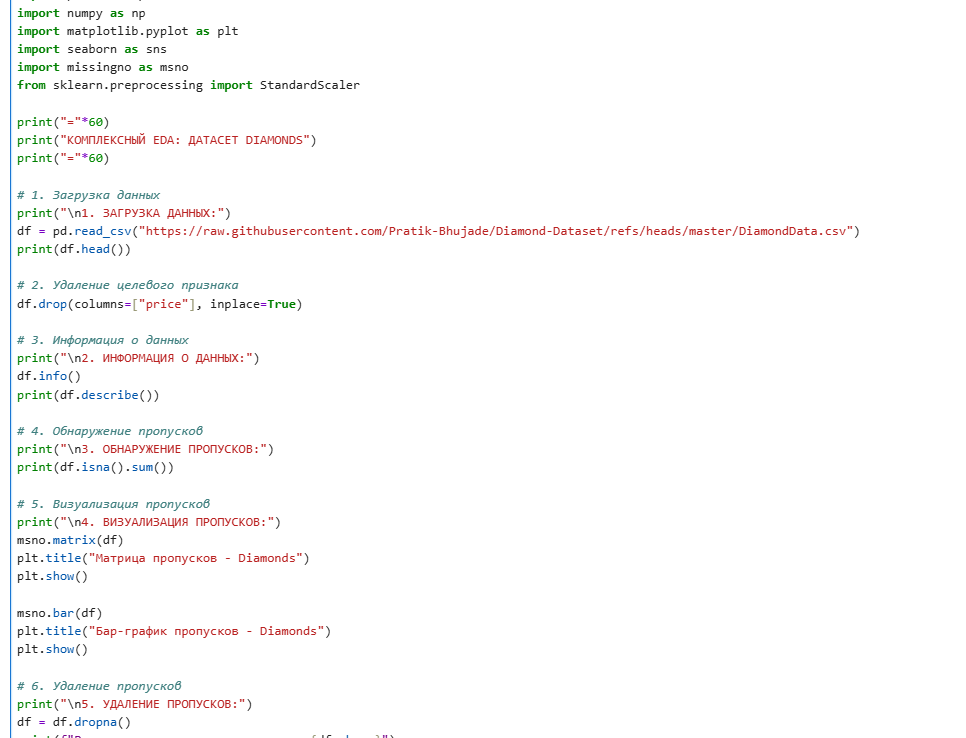 import numpy as np
import matplotlib.pyplot as plt
import seaborn as sns
import missingno as msno
from sklearn.preprocessing import StandardScaler
print("="*60)
print("КОМПЛЕКСНЫЙ EDA: ДАТАСЕТ DIAMONDS")
print("="*60)
# 1. Загрузка данных
print("\n1. ЗАГРУЗКА ДАННЫХ:")
df = pd.read_csv("https://raw.githubusercontent.com/Pratik-Bhujade/Diamond-Dataset/refs/heads/master/DiamondData.csv")
print(df.head())
# 2. Удаление целевого признака
df.drop(columns=["price"], inplace=True)
# 3. Информация о данных
print("\n2. ИНФОРМАЦИЯ О ДАННЫХ:")
df.info()
print(df.describe())
# 4. Обнаружение пропусков
print("\n3. ОБНАРУЖЕНИЕ ПРОПУСКОВ:")
print(df.isna().sum())
# 5. Визуализация пропусков
print("\n4. ВИЗУАЛИЗАЦИЯ ПРОПУСКОВ:")
msno.matrix(df)
plt.title("Матрица пропусков - Diamonds")
plt.show()
msno.bar(df)
plt.title("Бар-график пропусков - Diamonds")
plt.show()
# 6. Удаление пропусков
print("\n5. УДАЛЕНИЕ ПРОПУСКОВ:")
df = df.dropna()